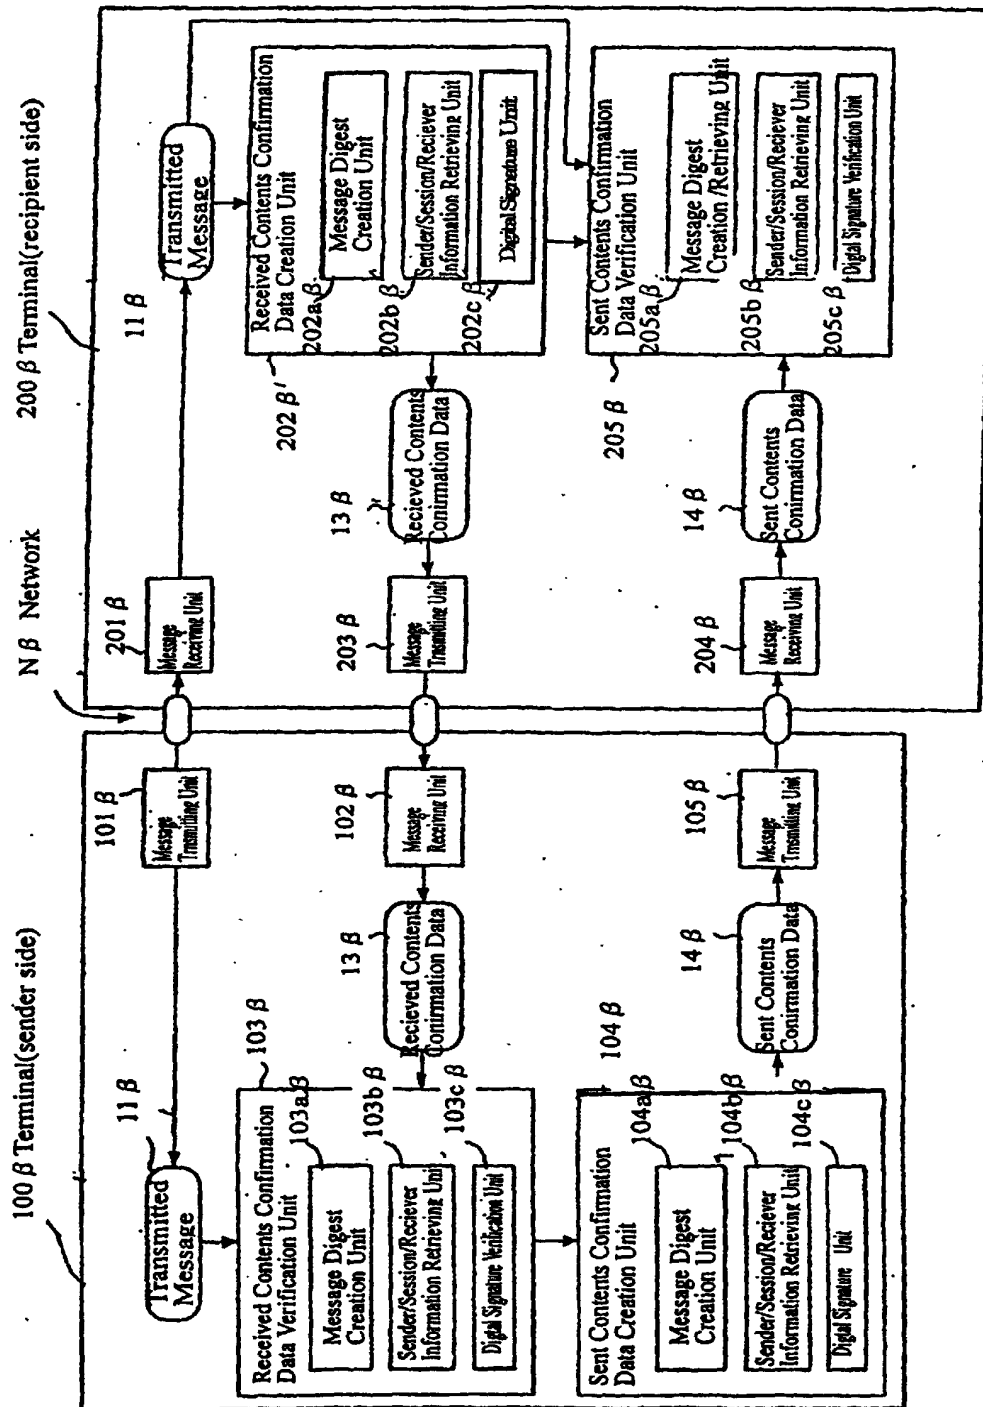 100 β Terminal(sender side)
N β Network
200 β Terminal(recipient side)
11 β
Transmitted
Message
101 β
Message
Trnsmitting Unit
201 β
Message
Receiving Unit
11 β
Transmitted
Message
103 β
Received Contents Confirmation
Data Verification Unit
103a β
Message Digest
Creation Unit
103b β
Sender/Session/Reciever
Information Retrieving Unit
103c β
Digtal Signature Verification Unit
13 β
Recieved Contents
Conirmation Data
102 β
Message
Receiving Unit
203 β
Message
Trnsmitting Unit
13 β
Recieved Contents
Conirmation Data
202 β'
Received Contents Confirmation
Data Creation Unit
202a β
Message Digest
Creation Unit
202b β
Sender/Session/Reciever
Information Retrieving Unit
202c β
Digital Signature Unit
104 β
Sent Contents Confirmation
Data Creation Unit
104a β
Message Digest
Creation Unit
104b β
Sender/Session/Reciever
Information Retrieving Unit
104c β
Digtal Signature Unit
14 β
Sent Contents
Conirmation Data
105 β
Message
Trnsmitting Unit
204 β
Message
Receiving Unit
14 β
Sent Contents
Conirmation Data
205 β
Sent Contents Confirmation
Data Verification Unit
205a β
Message Digest
Creation /Retrieving Unit
205b β
Sender/Session/Reciever
Information Retrieving Unit
205c β
Digtal Signature Verification Unit